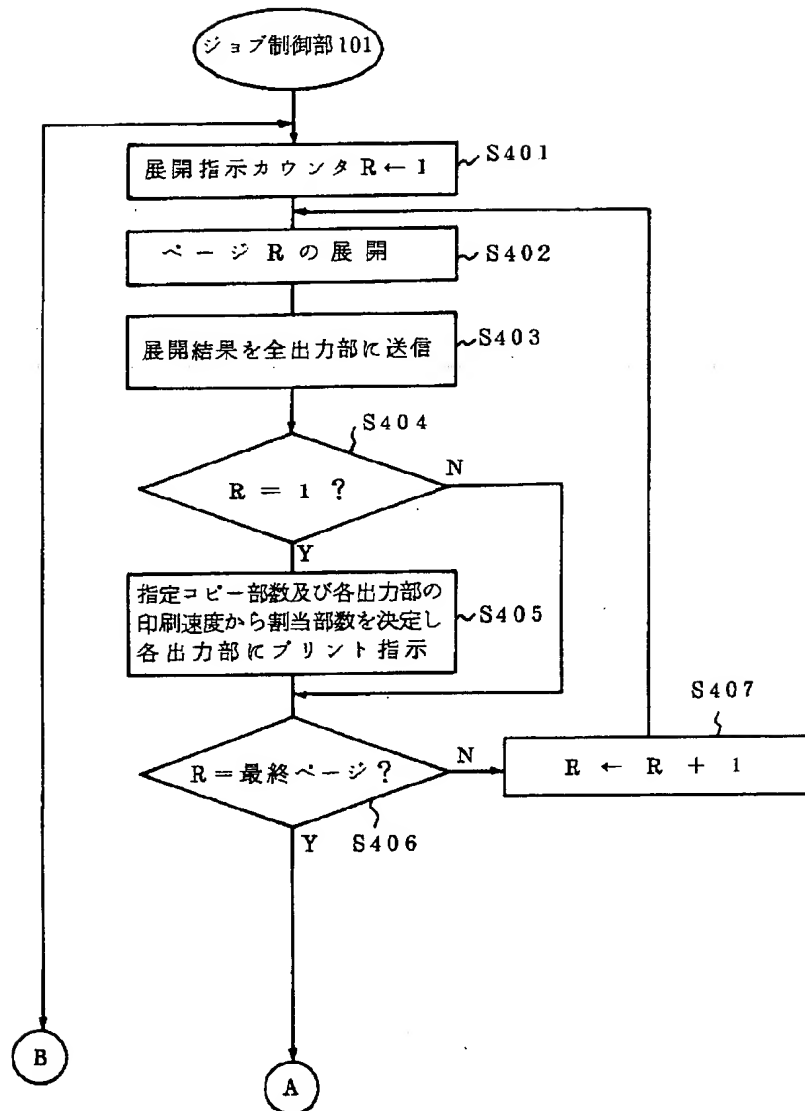 ジョブ制御部101
展開指示カウンタR←1
S401
ページRの展開
S402
展開結果を全出力部に送信
S403
S404
R = 1 ?
N
Y
指定コピー部数及び各出力部の
印刷速度から割当部数を決定し
各出力部にプリント指示
S405
S407
R=最終ページ?
N
R ← R + 1
Y
S406
B
A